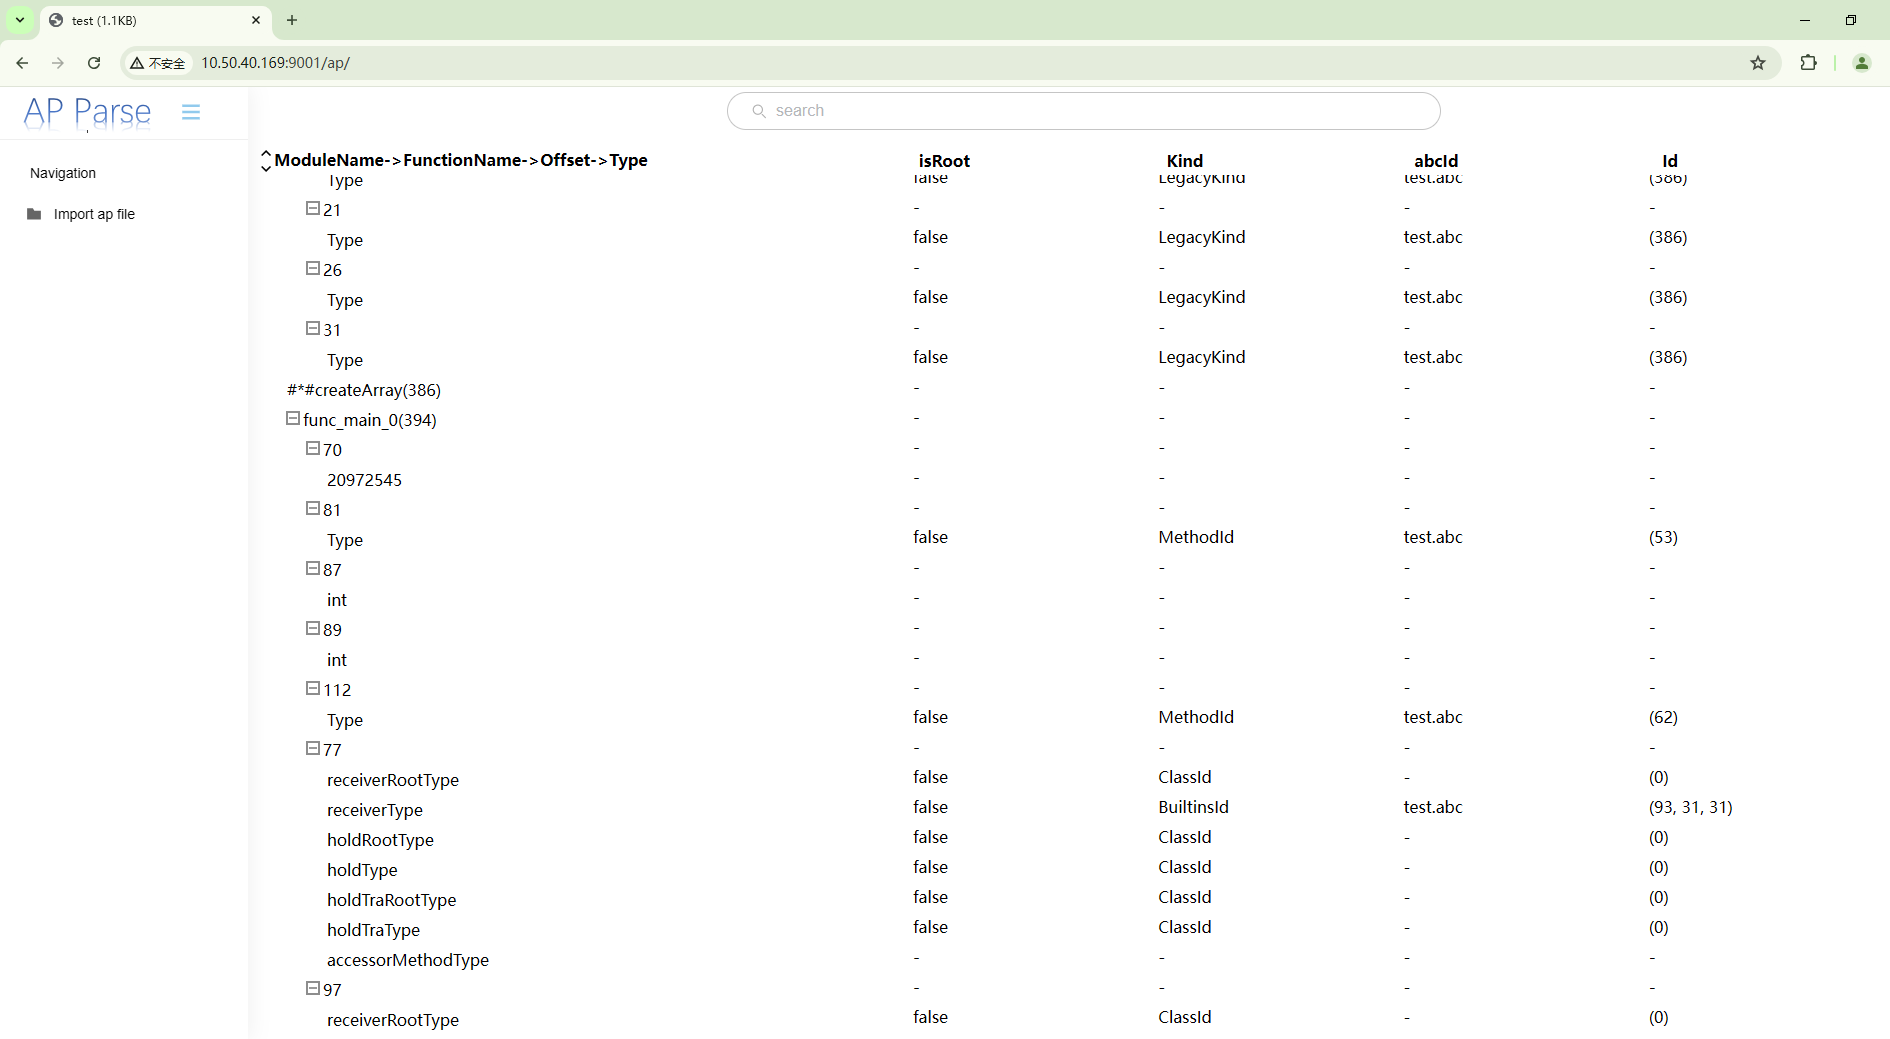 test (1.1KB)
不安全 10.50.40.169:9001/ap/
AP Parse
search
Navigation
Import ap file
ModuleName->FunctionName->Offset->Type isRoot Kind abcId Id
Type false LegacyKind test.abc (386)
21 - - - -
Type false LegacyKind test.abc (386)
26 - - - -
Type false LegacyKind test.abc (386)
31 - - - -
Type false LegacyKind test.abc (386)
#*#createArray(386) - - - -
func_main_0(394) - - - -
70 - - - -
20972545 - - - -
81 - - - -
Type false MethodId test.abc (53)
87 - - - -
int - - - -
89 - - - -
int - - - -
112 - - - -
Type false MethodId test.abc (62)
77 - - - -
receiverRootType false ClassId - (0)
receiverType false BuiltinsId test.abc (93, 31, 31)
holdRootType false ClassId - (0)
holdType false ClassId - (0)
holdTraRootType false ClassId - (0)
holdTraType false ClassId - (0)
accessorMethodType - - - -
97 - - - -
receiverRootType false ClassId - (0)